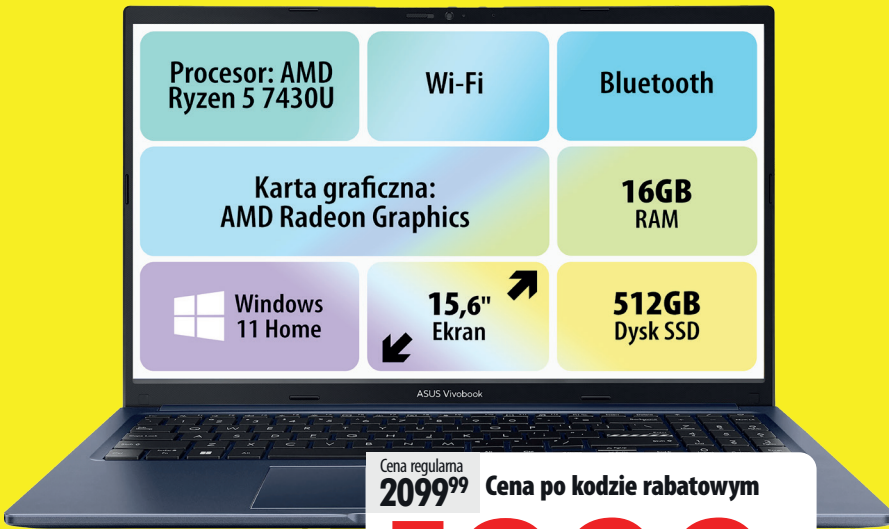 Procesor: AMD
Ryzen 5 7430U
Wi-Fi
Bluetooth
Karta graficzna:
AMD Radeon Graphics
16GB
RAM
Windows
11 Home
15,6"
Ekran
512GB
Dysk SSD
ASUS Vivobook
Cena regularna
2099⁹⁹
Cena po kodzie rabatowym